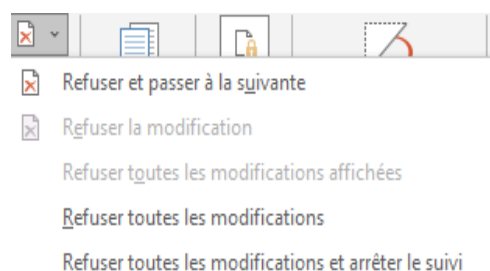 Refuser et passer à la suivante
Refuser la modification
Refuser toutes les modifications affichées
Refuser toutes les modifications
Refuser toutes les modifications et arrêter le suivi